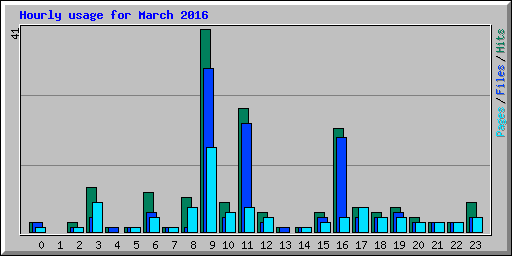 Hourly usage for March 2016
41
Pages/Files/Hits
0 1 2 3 4 5 6 7 8 9 10 11 12 13 14 15 16 17 18 19 20 21 22 23